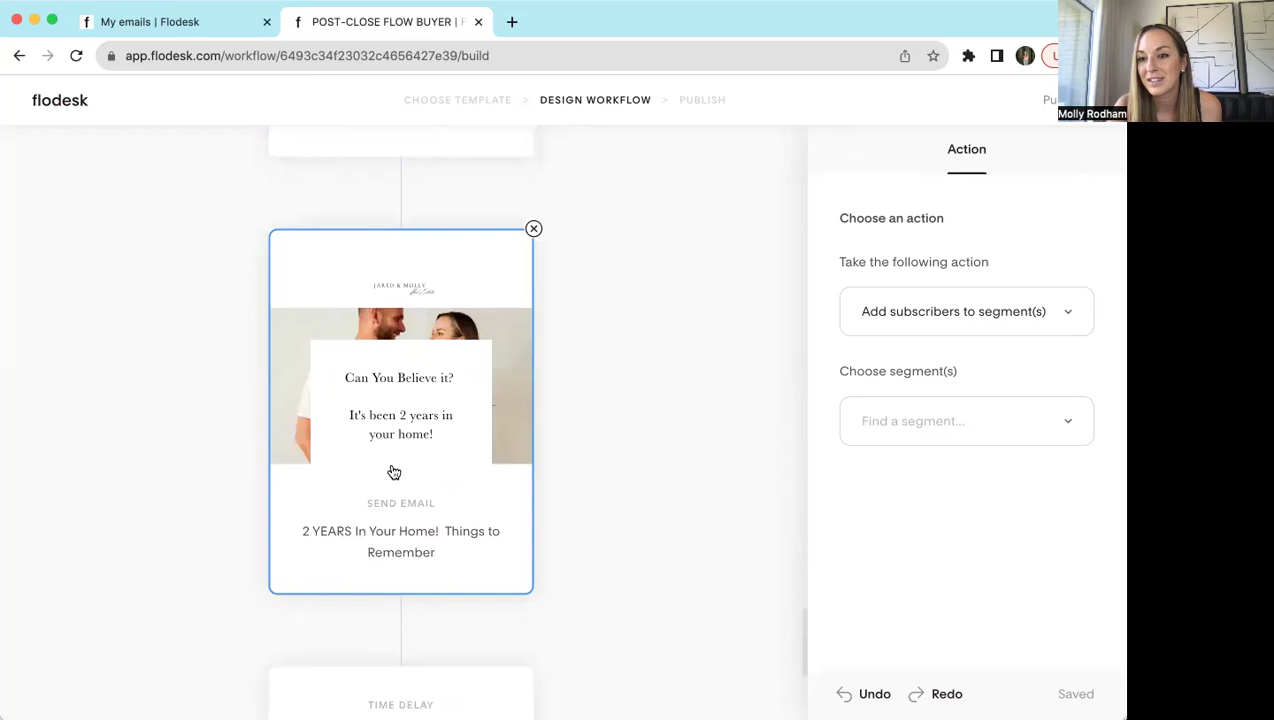 My emails | Flodesk
POST-CLOSE FLOW BUYER | F
app.flodesk.com/workflow/6493c34f23032c4656427e39/build
Molly Rodham
flodesk
CHOOSE TEMPLATE > DESIGN WORKFLOW > PUBLISH
Pu
Action
Choose an action
Take the following action
Add subscribers to segment(s)
Choose segment(s)
Find a segment...
JARED & MOLLY
Can You Believe it?
It's been 2 years in
your home!
SEND EMAIL
2 YEARS In Your Home! Things to
Remember
TIME DELAY
Undo
Redo
Saved